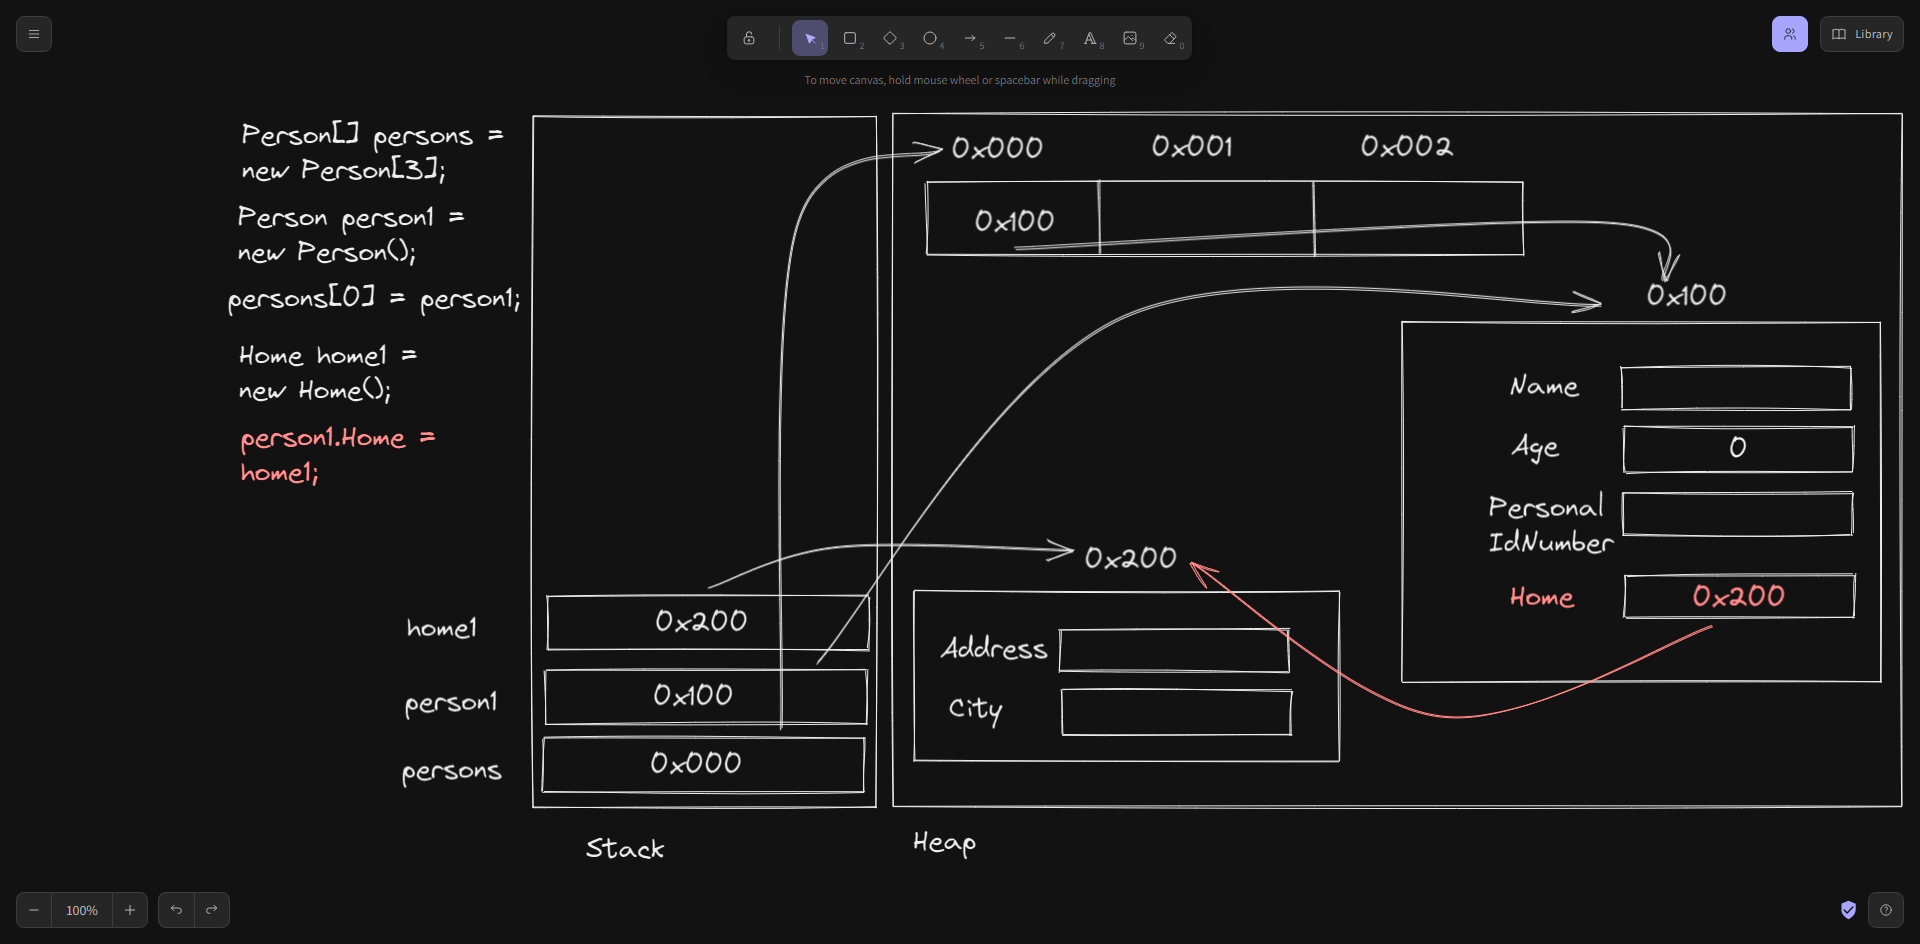 1
2
3
4
5
6
7
8
9
0
Library
To move canvas, hold mouse wheel or spacebar while dragging
Person[] persons =
new Person[3];
Person person1 =
new Person();
persons[0] = person1;
Home home1 =
new Home();
person1.Home =
home1;
home1
0x200
person1
0x100
persons
0x000
Stack
0x000
0x001
0x002
0x100
0x100
Name
Age
0
Personal
IdNumber
Home
0x200
0x200
Address
City
Heap
100%